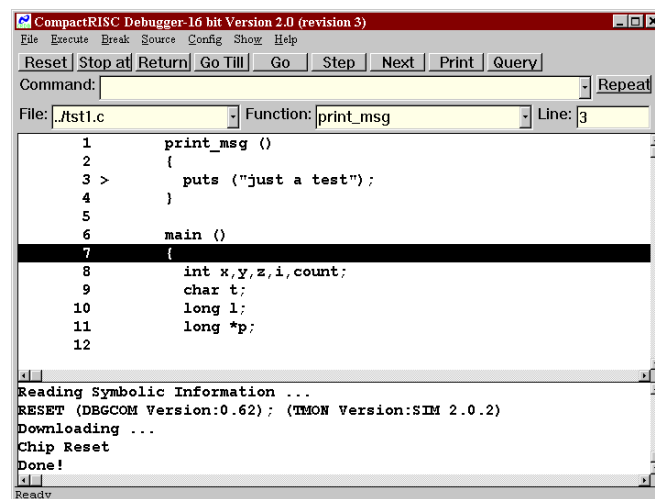 CompactRISC Debugger-16 bit Version 2.0 (revision 3)
File Execute Break Source Config Show Help
Reset Stop at Return Go Till Go Step Next Print Query
Command: Repeat
File: ../tst1.c Function: print_msg Line: 3
1 print_msg ()
2 {
3 > puts ("just a test");
4 }
5
6 main ()
7 {
8 int x,y,z,i,count;
9 char t;
10 long l;
11 long *p;
12
Reading Symbolic Information ...
RESET (DBGCOM Version:0.62); (TMON Version:SIM 2.0.2)
Downloading ...
Chip Reset
Done!
Ready